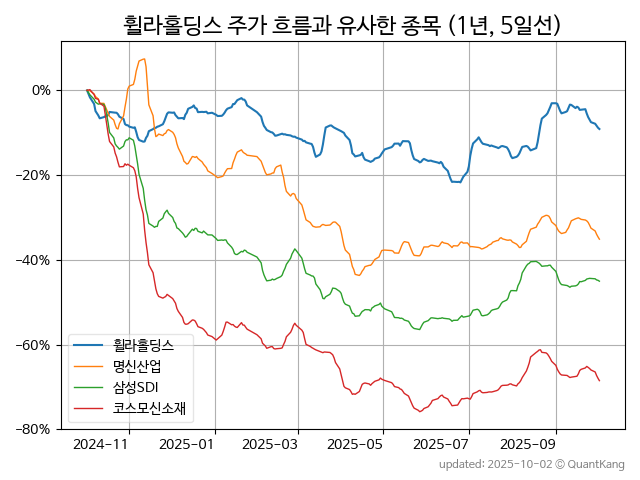 휠라홀딩스 주가 흐름과 유사한 종목 (1년, 5일선)
0%
−20%
−40%
−60%
−80%
휠라홀딩스
명신산업
삼성SDI
코스모신소재
2024-11 2025-01 2025-03 2025-05 2025-07 2025-09
updated: 2025-10-02 © QuantKang